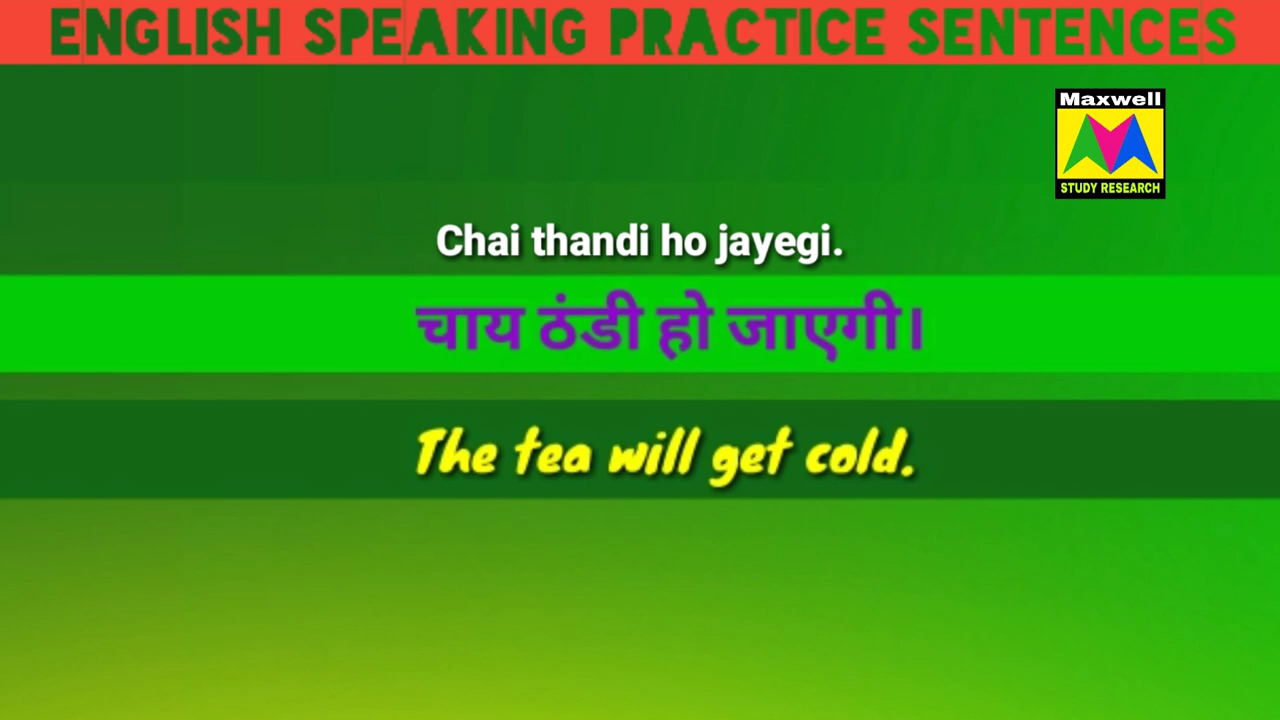 ENGLISH SPEAKING PRACTICE SENTENCES
Maxwell
STUDY RESEARCH
Chai thandi ho jayegi.
चाय ठंडी हो जाएगी।
The tea will get cold.